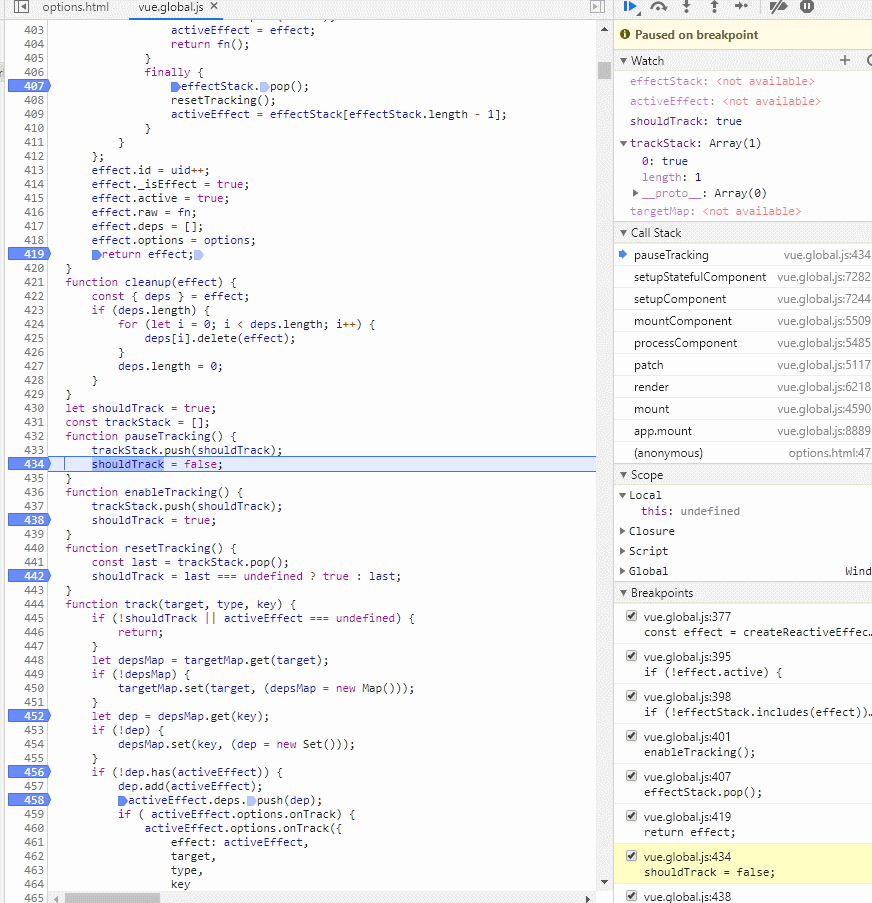 options.html vue.global.js ×
403 activeEffect = effect;
404 return fn();
405 }
406 finally {
407 effectStack.pop();
408 resetTracking();
409 activeEffect = effectStack[effectStack.length - 1];
410 }
411 }
412 };
413 effect.id = uid++;
414 effect._isEffect = true;
415 effect.active = true;
416 effect.raw = fn;
417 effect.deps = [];
418 effect.options = options;
419 return effect;
420 }
421 function cleanup(effect) {
422 const { deps } = effect;
423 if (deps.length) {
424 for (let i = 0; i < deps.length; i++) {
425 deps[i].delete(effect);
426 }
427 deps.length = 0;
428 }
429 }
430 let shouldTrack = true;
431 const trackStack = [];
432 function pauseTracking() {
433 trackStack.push(shouldTrack);
434 shouldTrack = false;
435 }
436 function enableTracking() {
437 trackStack.push(shouldTrack);
438 shouldTrack = true;
439 }
440 function resetTracking() {
441 const last = trackStack.pop();
442 shouldTrack = last === undefined ? true : last;
443 }
444 function track(target, type, key) {
445 if (!shouldTrack || activeEffect === undefined) {
446 return;
447 }
448 let depsMap = targetMap.get(target);
449 if (!depsMap) {
450 targetMap.set(target, (depsMap = new Map()));
451 }
452 let dep = depsMap.get(key);
453 if (!dep) {
454 depsMap.set(key, (dep = new Set()));
455 }
456 if (!dep.has(activeEffect)) {
457 dep.add(activeEffect);
458 activeEffect.deps.push(dep);
459 if ( activeEffect.options.onTrack) {
460 activeEffect.options.onTrack({
461 effect: activeEffect,
462 target,
463 type,
464 key
465
Paused on breakpoint
Watch
effectStack: <not available>
activeEffect: <not available>
shouldTrack: true
trackStack: Array(1)
0: true
length: 1
__proto__: Array(0)
targetMap: <not available>
Call Stack
pauseTracking vue.global.js:434
setupStatefulComponent vue.global.js:7282
setupComponent vue.global.js:7244
mountComponent vue.global.js:5509
processComponent vue.global.js:5485
patch vue.global.js:5117
render vue.global.js:6218
mount vue.global.js:4590
app.mount vue.global.js:8889
(anonymous) options.html:47
Scope
Local
this: undefined
Closure
Script
Global Wind
Breakpoints
vue.global.js:377
const effect = createReactiveEffec…
vue.global.js:395
if (!effect.active) {
vue.global.js:398
if (!effectStack.includes(effect))…
vue.global.js:401
enableTracking();
vue.global.js:407
effectStack.pop();
vue.global.js:419
return effect;
vue.global.js:434
shouldTrack = false;
vue.global.js:438